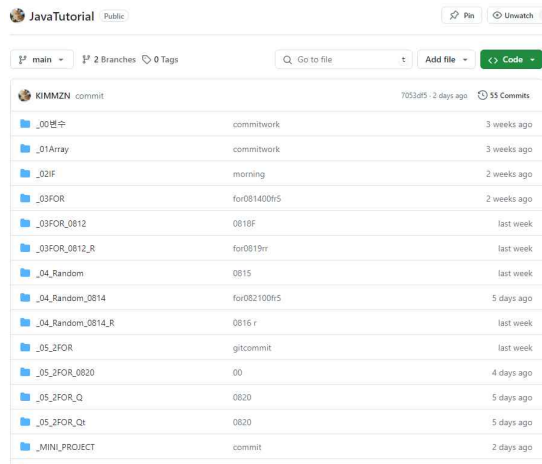 JavaTutorial Public Pin Unwatch
main 2 Branches 0 Tags Go to file t Add file Code
KIMMZN commit 7053df5 · 2 days ago 55 Commits
_00변수 commitwork 3 weeks ago
_01Array commitwork 3 weeks ago
_02IF morning 2 weeks ago
_03FOR for081400fr5 2 weeks ago
_03FOR_0812 0818F last week
_03FOR_0812_R for0819rr last week
_04_Random 0815 last week
_04_Random_0814 for082100fr5 5 days ago
_04_Random_0814_R 0816 r last week
_05_2FOR gitcommit last week
_05_2FOR_0820 00 4 days ago
_05_2FOR_Q 0820 5 days ago
_05_2FOR_Qt 0820 5 days ago
_MINI_PROJECT commit 2 days ago